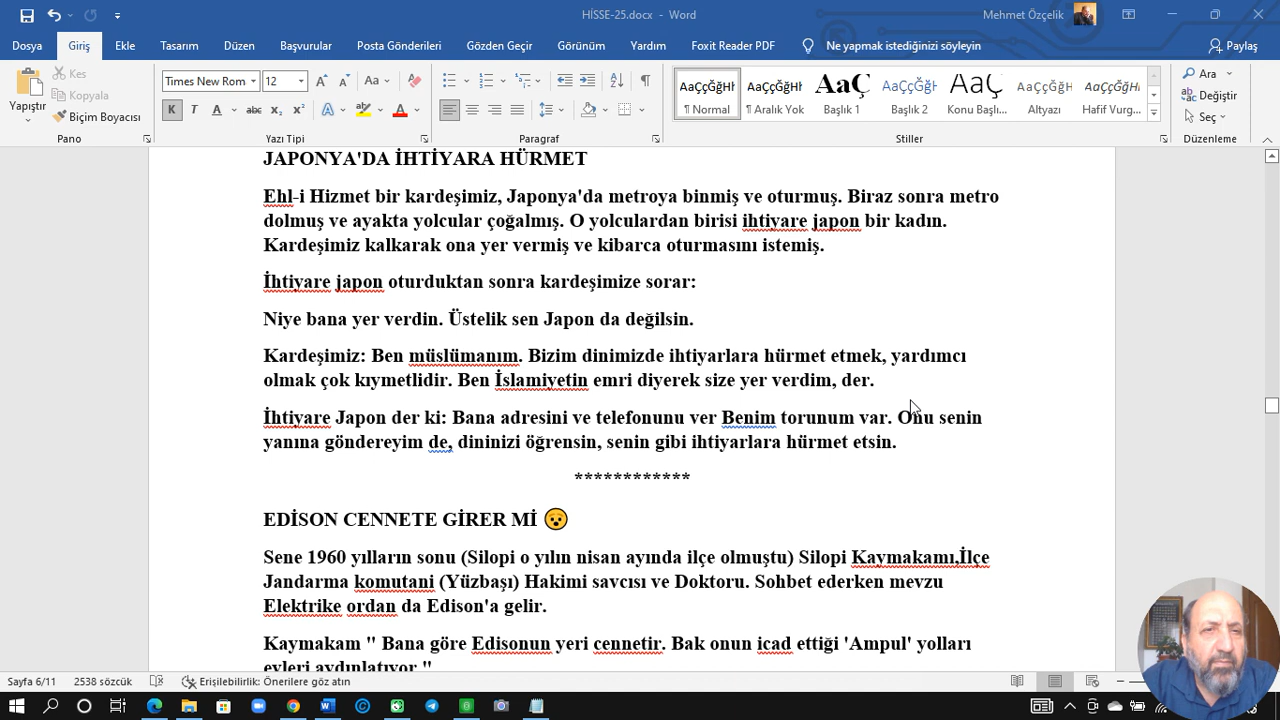 HİSSE-25.docx - Word
Mehmet Özçelik
Dosya Giriş Ekle Tasarım Düzen Başvurular Posta Gönderileri Gözden Geçir Görünüm Yardım Foxit Reader PDF Ne yapmak istediğinizi söyleyin Paylaş
Yapıştır
Kes
Kopyala
Biçim Boyacısı
Times New Rom 12
AaÇçĞğHł AaÇçĞğHł AaÇ AaÇçĞğHł AaÇ AaÇçĞğH AaÇçĞğHł
¶ Normal ¶ Aralık Yok Başlık 1 Başlık 2 Konu Başlı... Altyazı Hafif Vurg...
Ara
Değiştir
Seç
Pano Yazı Tipi Paragraf Stiller Düzenleme
JAPONYA'DA İHTİYARA HÜRMET
Ehl-i Hizmet bir kardeşimiz, Japonya'da metroya binmiş ve oturmuş. Biraz sonra metro
dolmuş ve ayakta yolcular çoğalmış. O yolculardan birisi ihtiyare japon bir kadın.
Kardeşimiz kalkarak ona yer vermiş ve kibarca oturmasını istemiş.
İhtiyare japon oturduktan sonra kardeşimize sorar:
Niye bana yer verdin. Üstelik sen Japon da değilsin.
Kardeşimiz: Ben müslümanım. Bizim dinimizde ihtiyarlara hürmet etmek, yardımcı
olmak çok kıymetlidir. Ben İslamiyetin emri diyerek size yer verdim, der.
İhtiyare Japon der ki: Bana adresini ve telefonunu ver Benim torunum var. Onu senin
yanına göndereyim de, dininizi öğrensin, senin gibi ihtiyarlara hürmet etsin.
************
EDİSON CENNETE GİRER Mİ 😯
Sene 1960 yılların sonu (Silopi o yılın nisan ayında ilçe olmuştu) Silopi Kaymakamı,İlçe
Jandarma komutani (Yüzbaşı) Hakimi savcısı ve Doktoru. Sohbet ederken mevzu
Elektrike ordan da Edison'a gelir.
Kaymakam " Bana göre Edisonun yeri cennetir. Bak onun icad ettiği 'Ampul' yolları
evleri aydınlatıyor "
Sayfa 6/11 2538 sözcük Erişilebilirlik: Önerilere göz atın